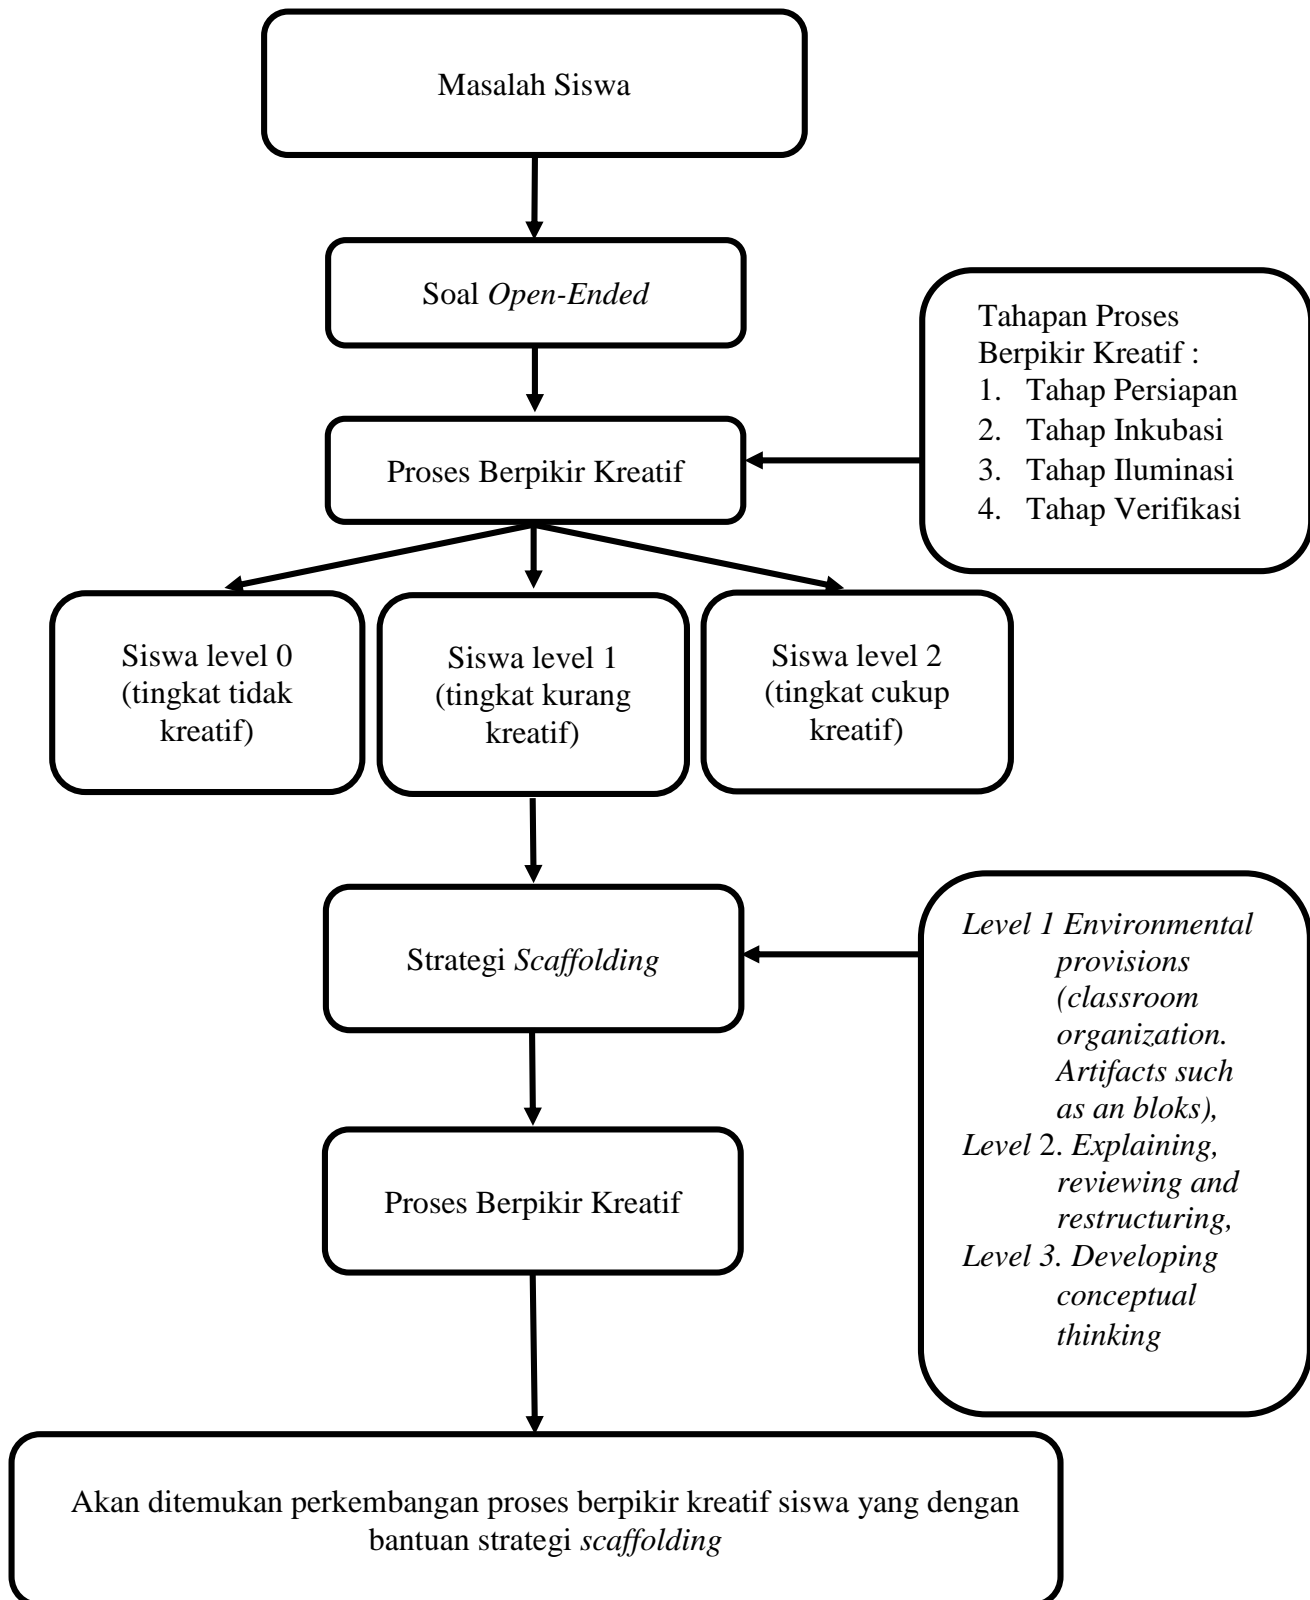 Masalah Siswa
Soal Open-Ended
Tahapan Proses
Berpikir Kreatif :
1. Tahap Persiapan
2. Tahap Inkubasi
3. Tahap Iluminasi
4. Tahap Verifikasi
Proses Berpikir Kreatif
Siswa level 0
(tingkat tidak
kreatif)
Siswa level 1
(tingkat kurang
kreatif)
Siswa level 2
(tingkat cukup
kreatif)
Strategi Scaffolding
Level 1 Environmental
provisions
(classroom
organization.
Artifacts such
as an bloks),
Level 2. Explaining,
reviewing and
restructuring,
Level 3. Developing
conceptual
thinking
Proses Berpikir Kreatif
Akan ditemukan perkembangan proses berpikir kreatif siswa yang dengan
bantuan strategi scaffolding